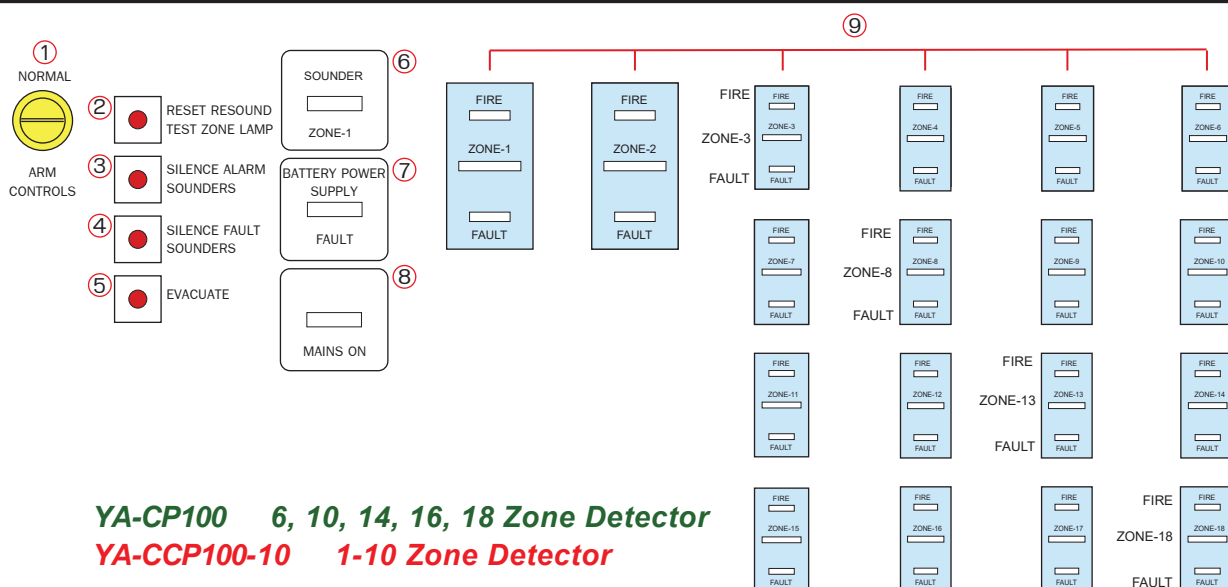 ①
NORMAL
ARM
CONTROLS
② RESET RESOUND
TEST ZONE LAMP
③ SILENCE ALARM
SOUNDERS
④ SILENCE FAULT
SOUNDERS
⑤ EVACUATE
⑥
SOUNDER
ZONE-1
⑦
BATTERY POWER
SUPPLY
FAULT
⑧
MAINS ON
⑨
FIRE
ZONE-1
FAULT
FIRE
ZONE-2
FAULT
FIRE
ZONE-3
FAULT
FIRE
ZONE-3
FAULT
FIRE
ZONE-4
FAULT
FIRE
ZONE-5
FAULT
FIRE
ZONE-6
FAULT
FIRE
ZONE-7
FAULT
FIRE
ZONE-8
FAULT
FIRE
ZONE-8
FAULT
FIRE
ZONE-9
FAULT
FIRE
ZONE-10
FAULT
FIRE
ZONE-11
FAULT
FIRE
ZONE-12
FAULT
FIRE
ZONE-13
FAULT
FIRE
ZONE-13
FAULT
FIRE
ZONE-14
FAULT
FIRE
ZONE-15
FAULT
FIRE
ZONE-16
FAULT
FIRE
ZONE-17
FAULT
FIRE
ZONE-18
FAULT
FIRE
ZONE-18
FAULT
YA-CP100 6, 10, 14, 16, 18 Zone Detector
YA-CCP100-10 1-10 Zone Detector